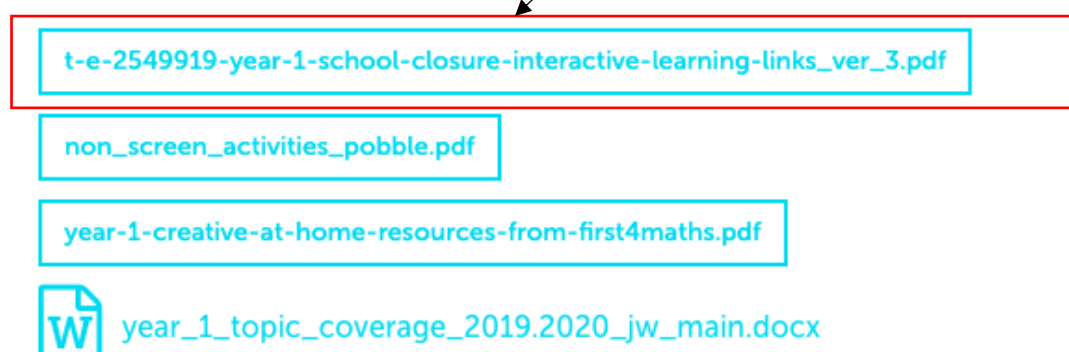 t-e-2549919-year-1-school-closure-interactive-learning-links_ver_3.pdf
non_screen_activities_pobble.pdf
year-1-creative-at-home-resources-from-first4maths.pdf
W year_1_topic_coverage_2019.2020_jw_main.docx